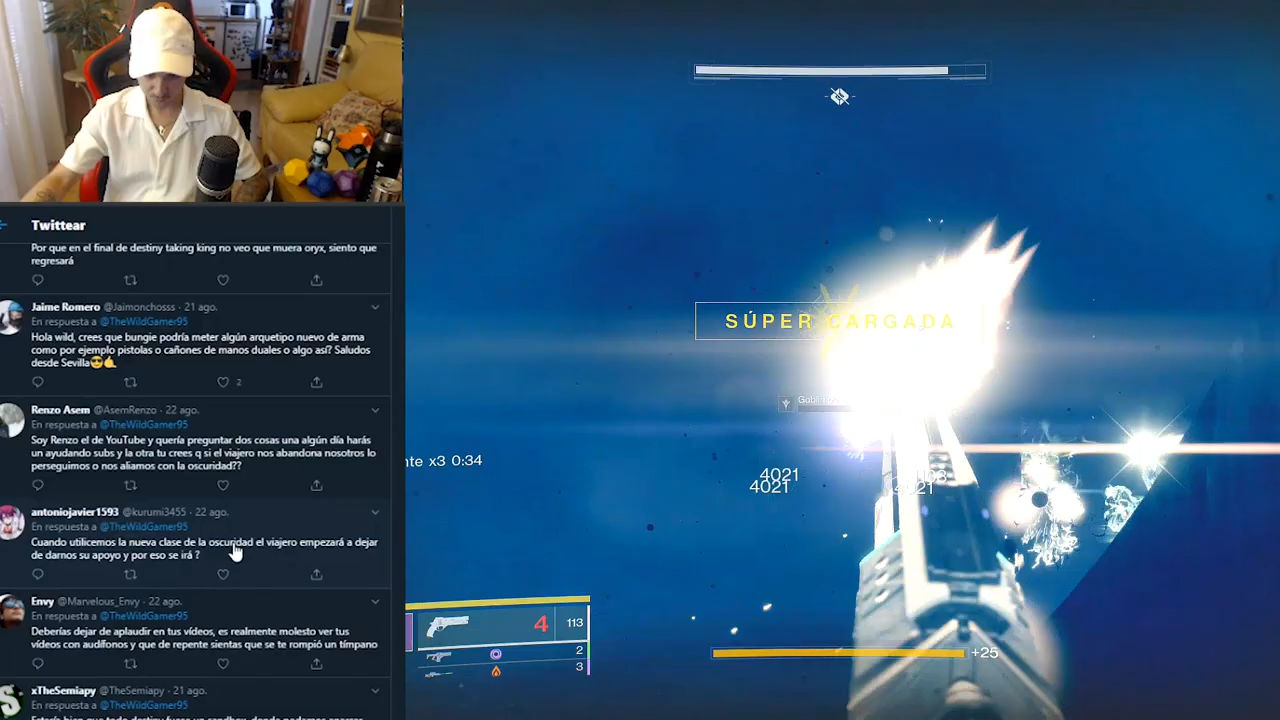 Twittear
Por que en el final de destiny taking king no veo que muera oryx, siento que
regresará
Jaime Romero @Jaimonchosss · 21 ago.
En respuesta a @TheWildGamer95
Hola wild, crees que bungie podría meter algún arquetipo nuevo de arma
como por ejemplo pistolas o cañones de manos duales o algo así? Saludos
desde Sevilla😎🤙
2
Renzo Asem @AsemRenzo · 22 ago.
En respuesta a @TheWildGamer95
Soy Renzo el de YouTube y quería preguntar dos cosas una algún día harás
un ayudando subs y la otra tu crees q si el viajero nos abandona nosotros lo
perseguimos o nos aliamos con la oscuridad??
antoniojavier1593 @kurumi3455 · 22 ago.
En respuesta a @TheWildGamer95
Cuando utilicemos la nueva clase de la oscuridad el viajero empezará a dejar
de darnos su apoyo y por eso se irá ?
Envy @Marvelous_Envy · 22 ago.
En respuesta a @TheWildGamer95
Deberías dejar de aplaudir en tus vídeos, es realmente molesto ver tus
vídeos con audífonos y que de repente sientas que se te rompió un tímpano
xTheSemiapy @TheSemiapy · 21 ago.
En respuesta a @TheWildGamer95
SÚPER CARGADA
nte x3 0:34
4021
4021
4 113
2
3
+25